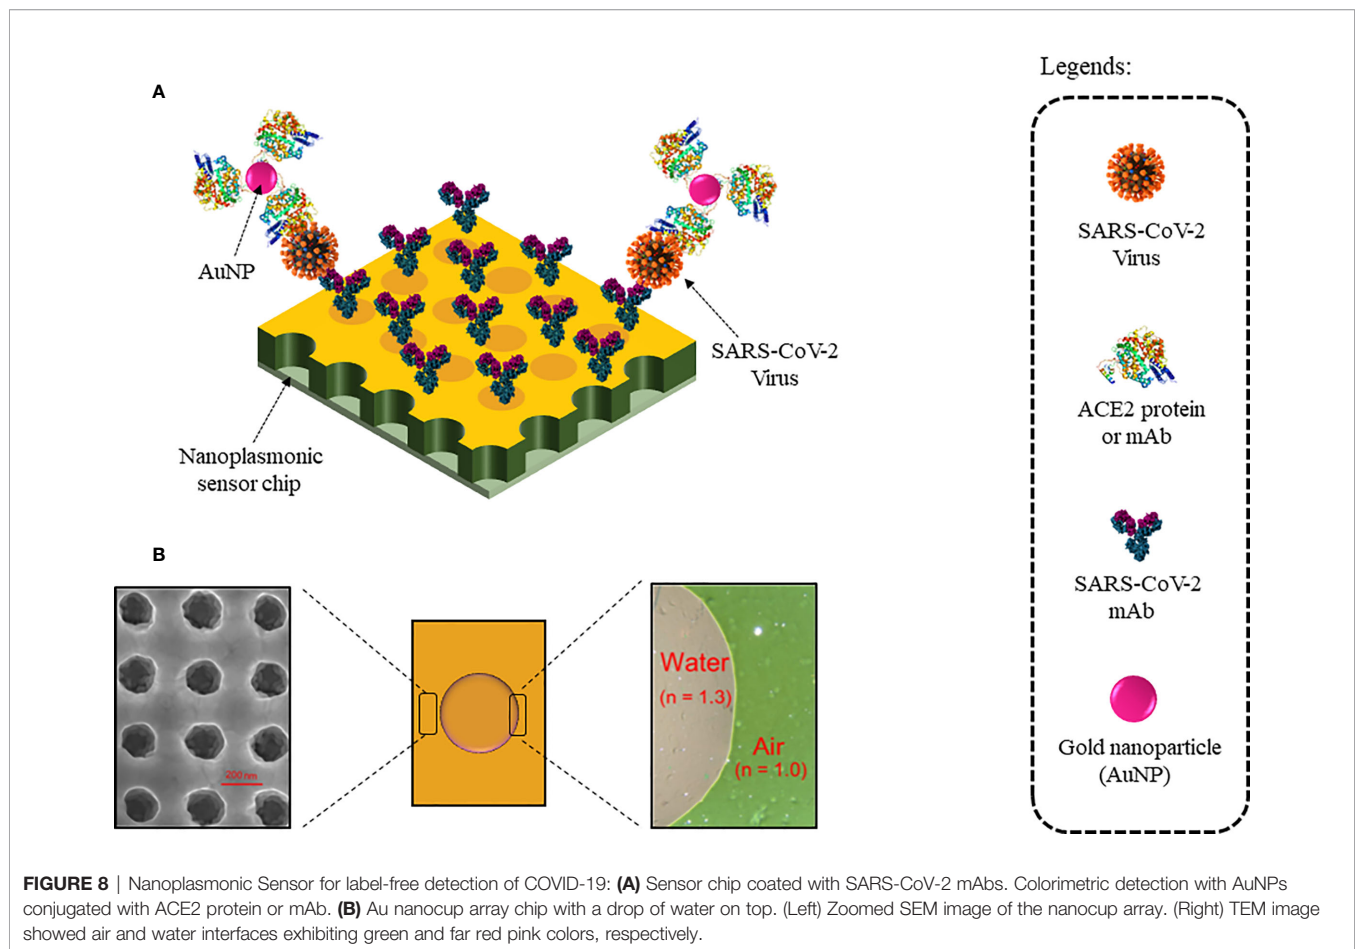 Legends:
A
AuNP
SARS-CoV-2
Virus
Nanoplasmonic
sensor chip
SARS-CoV-2
Virus
ACE2 protein
or mAb
SARS-CoV-2
mAb
Gold nanoparticle
(AuNP)
B
200 nm
Water
(n = 1.3)
Air
(n = 1.0)
FIGURE 8 | Nanoplasmonic Sensor for label-free detection of COVID-19: (A) Sensor chip coated with SARS-CoV-2 mAbs. Colorimetric detection with AuNPs
conjugated with ACE2 protein or mAb. (B) Au nanocup array chip with a drop of water on top. (Left) Zoomed SEM image of the nanocup array. (Right) TEM image
showed air and water interfaces exhibiting green and far red pink colors, respectively.